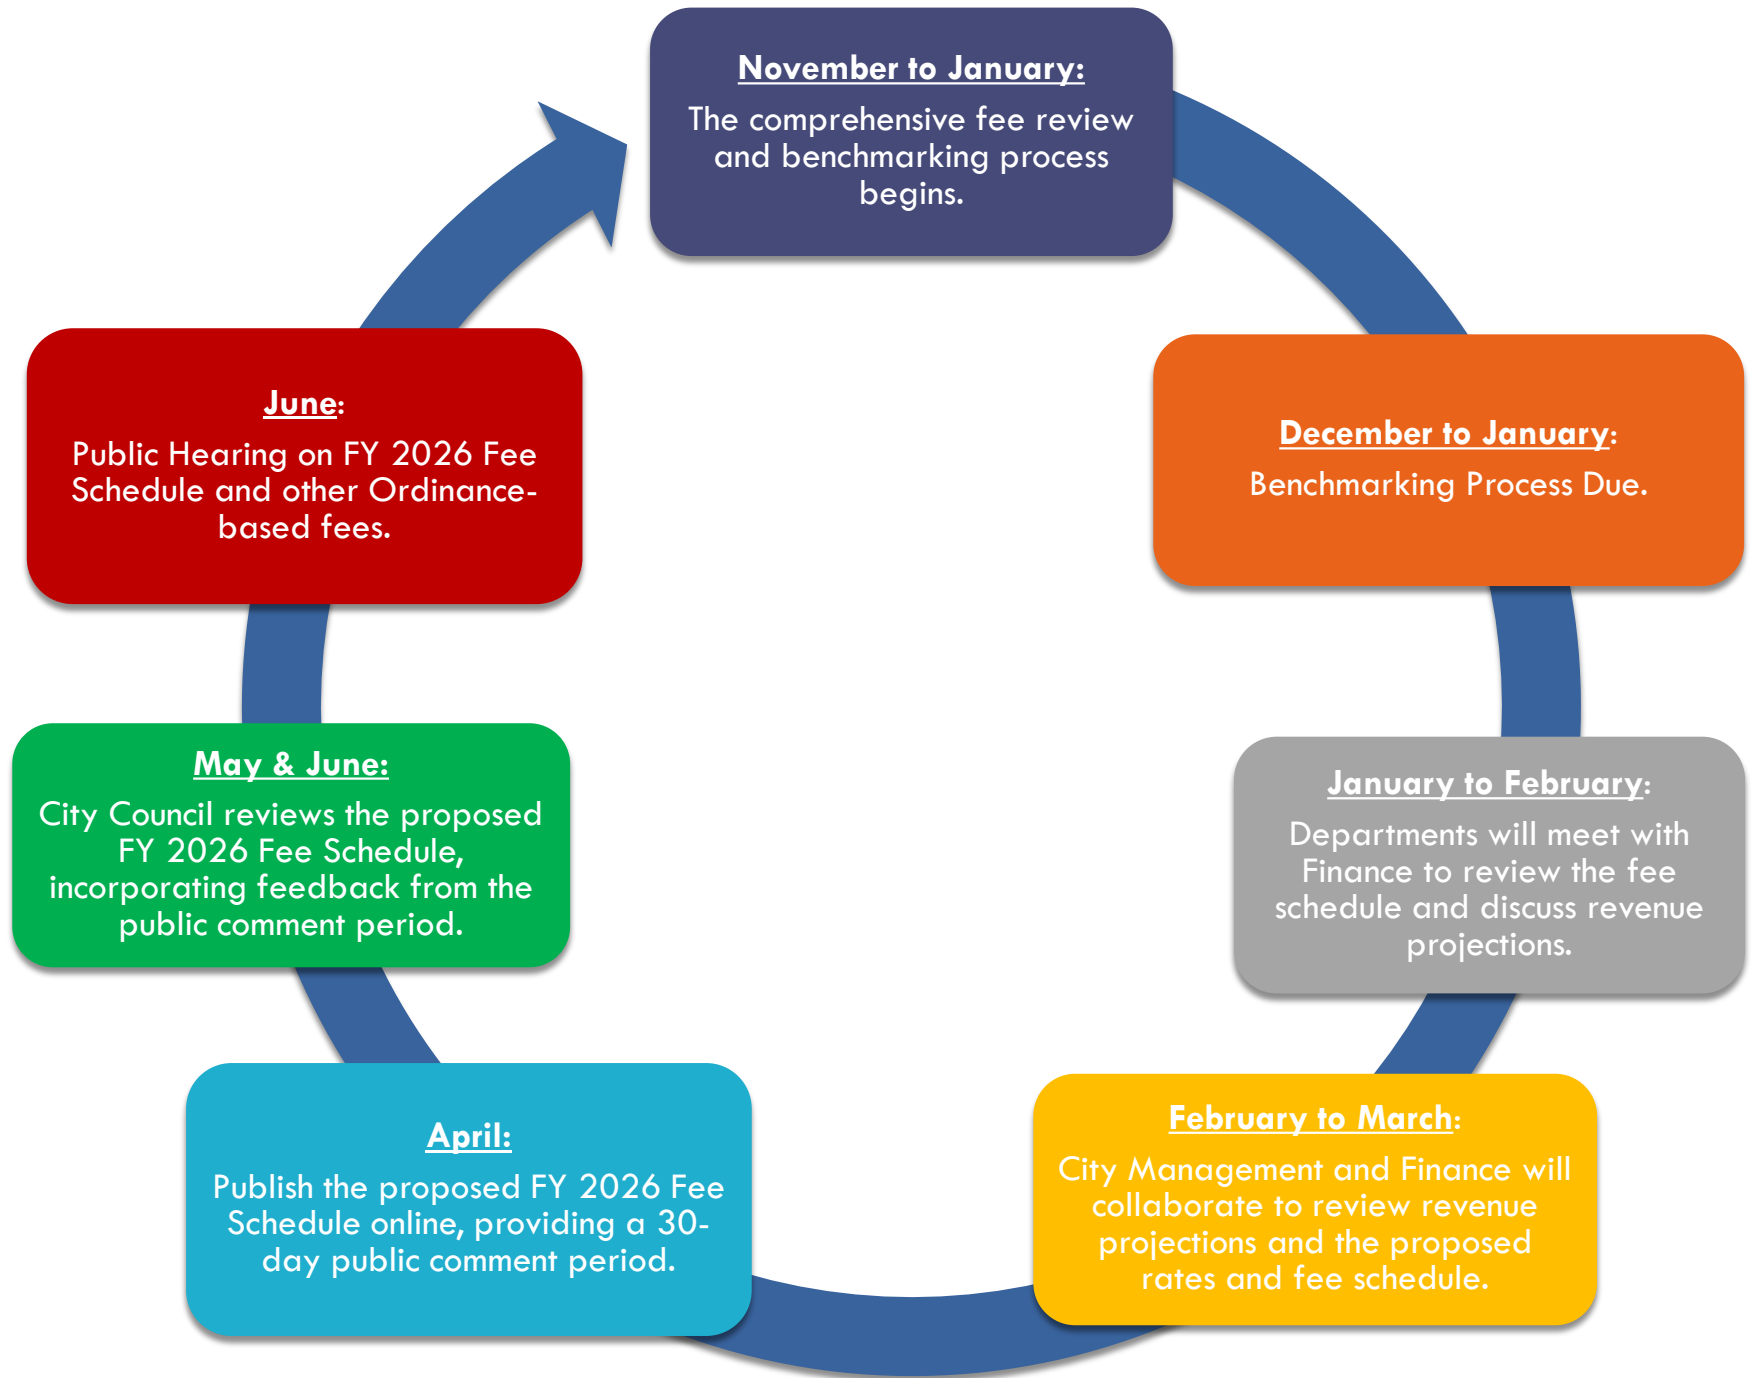 November to January:
The comprehensive fee review
and benchmarking process
begins.
December to January:
Benchmarking Process Due.
January to February:
Departments will meet with
Finance to review the fee
schedule and discuss revenue
projections.
February to March:
City Management and Finance will
collaborate to review revenue
projections and the proposed
rates and fee schedule.
April:
Publish the proposed FY 2026 Fee
Schedule online, providing a 30-
day public comment period.
May & June:
City Council reviews the proposed
FY 2026 Fee Schedule,
incorporating feedback from the
public comment period.
June:
Public Hearing on FY 2026 Fee
Schedule and other Ordinance-
based fees.